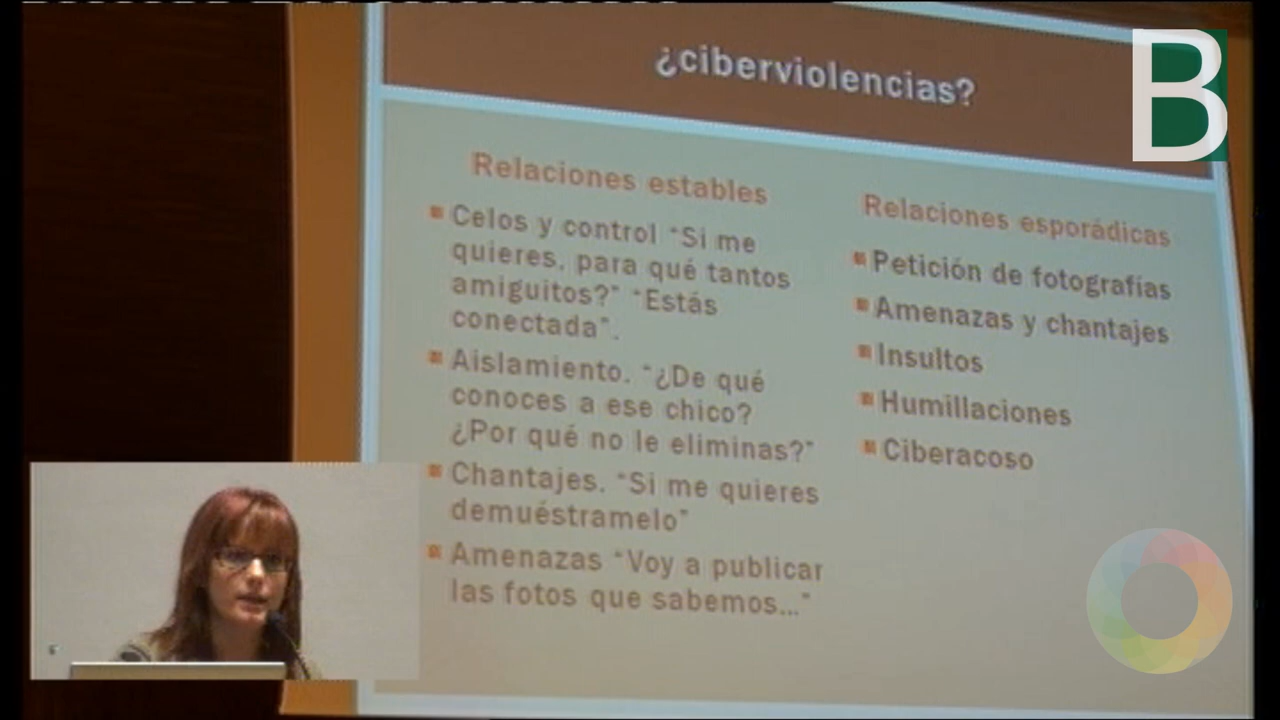 ¿ciberviolencias?
B
Relaciones estables
Celos y control "Si me
quieres, para qué tantos
amiguitos?" "Estás
conectada".
Aislamiento. "¿De qué
conoces a ese chico?
¿Por qué no le eliminas?"
Chantajes. "Si me quieres
demuéstramelo"
Amenazas "Voy a publicar
las fotos que sabemos..."
Relaciones esporádicas
Petición de fotografías
Amenazas y chantajes
Insultos
Humillaciones
Ciberacoso